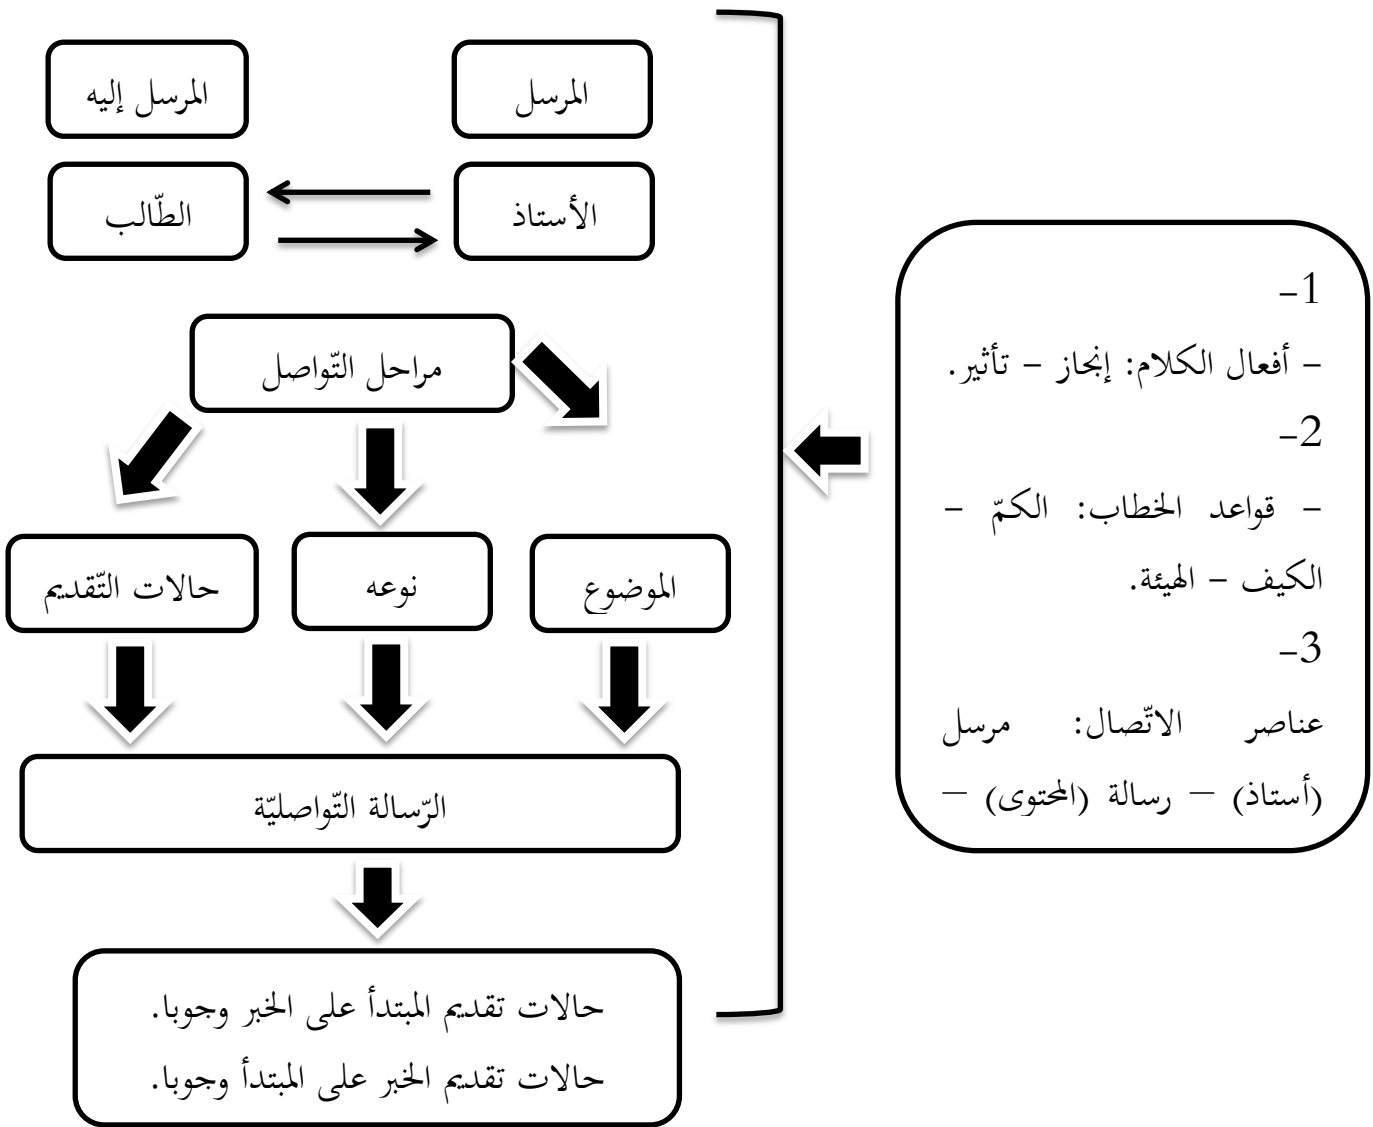 المرسل
المرسل إليه
الأستاذ
الطّالب
مراحل التّواصل
الموضوع
نوعه
حالات التّقديم
الرّسالة التّواصليّة
حالات تقديم المبتدأ على الخبر وجوبا.
حالات تقديم الخبر على المبتدأ وجوبا.
1-
- أفعال الكلام: إنجاز - تأثير.
2-
- قواعد الخطاب: الكمّ -
الكيف - الهيئة.
3-
عناصر الاتّصال: مرسل
(أستاذ) – رسالة (المحتوى) –